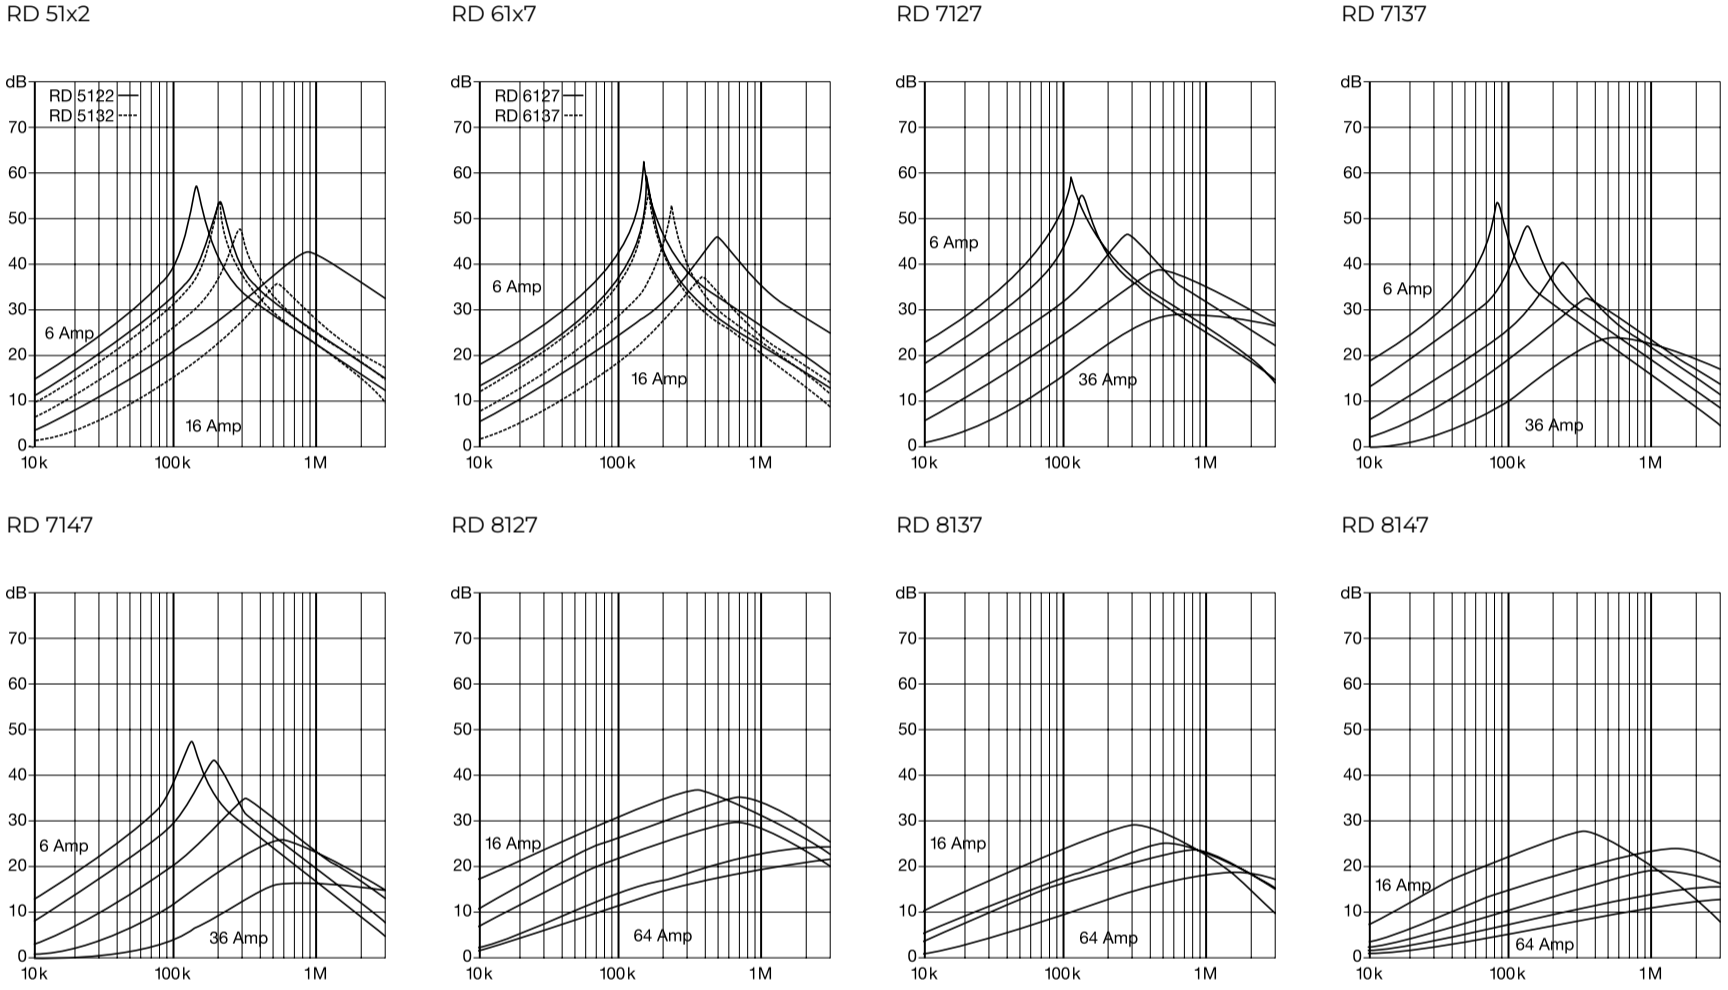 RD 51x2
RD 61x7
RD 7127
RD 7137
dB
RD 5122
RD 5132
70
60
50
40
30
20
10
0
6 Amp
16 Amp
10k
100k
1M
dB
RD 6127
RD 6137
70
60
50
40
30
20
10
0
6 Amp
16 Amp
10k
100k
1M
dB
70
60
50
40
30
20
10
0
6 Amp
36 Amp
10k
100k
1M
dB
70
60
50
40
30
20
10
0
6 Amp
36 Amp
10k
100k
1M
RD 7147
RD 8127
RD 8137
RD 8147
dB
70
60
50
40
30
20
10
0
6 Amp
36 Amp
10k
100k
1M
dB
70
60
50
40
30
20
10
0
16 Amp
64 Amp
10k
100k
1M
dB
70
60
50
40
30
20
10
0
16 Amp
64 Amp
10k
100k
1M
dB
70
60
50
40
30
20
10
0
16 Amp
64 Amp
10k
100k
1M